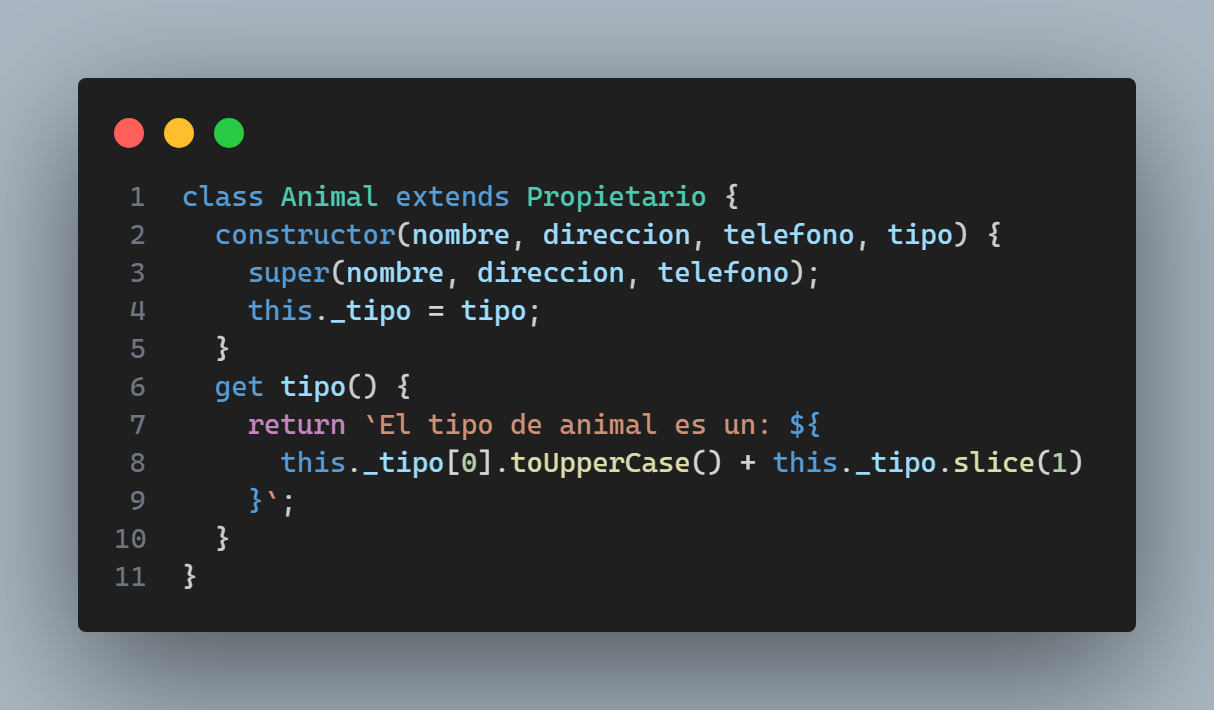 1 class Animal extends Propietario {
2   constructor(nombre, direccion, telefono, tipo) {
3     super(nombre, direccion, telefono);
4     this._tipo = tipo;
5   }
6   get tipo() {
7     return `El tipo de animal es un: ${
8       this._tipo[0].toUpperCase() + this._tipo.slice(1)
9     }`;
10   }
11 }